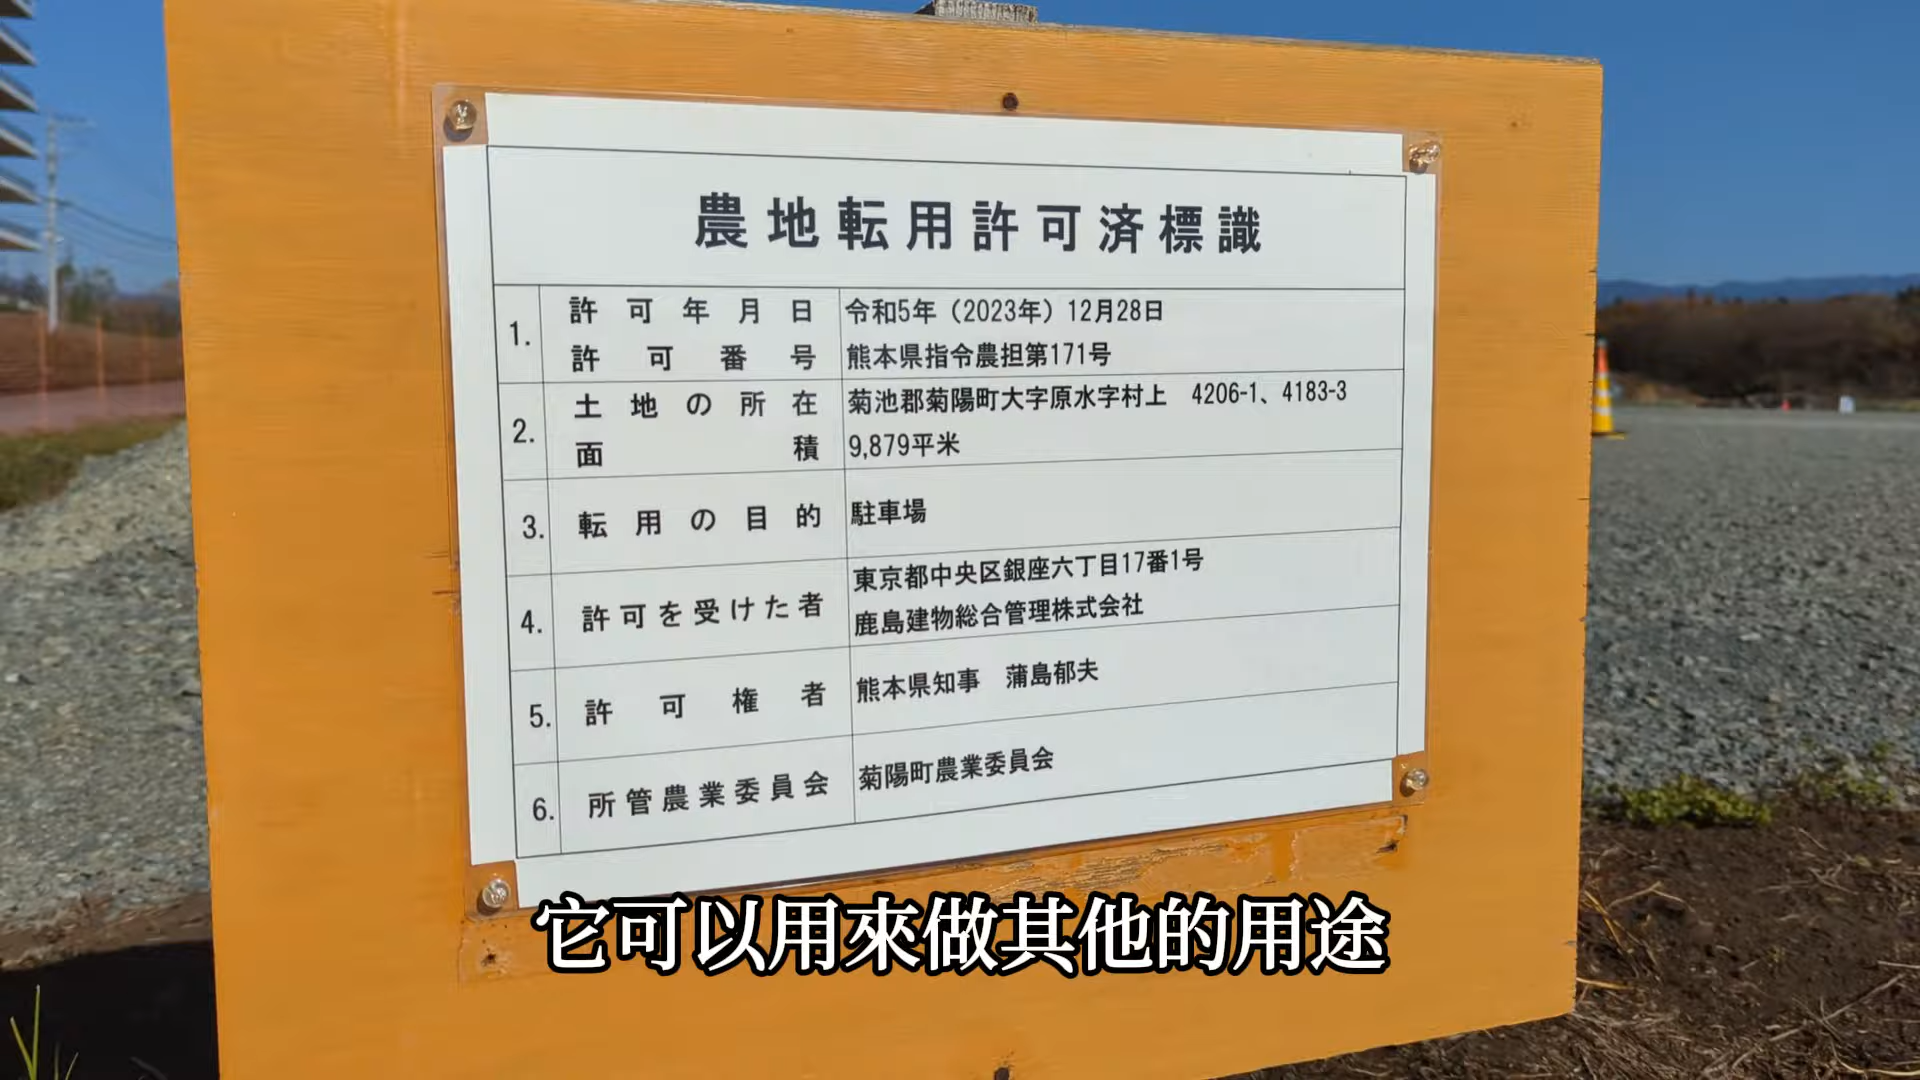 農地転用許可済標識
1. 許可年月日 令和5年（2023年）12月28日
許可番号 熊本県指令農担第171号
2. 土地の所在 菊池郡菊陽町大字原水字村上 4206-1、4183-3
面積 9,879平米
3. 転用の目的 駐車場
4. 許可を受けた者 東京都中央区銀座六丁目17番1号
鹿島建物総合管理株式会社
5. 許可権者 熊本県知事 蒲島郁夫
6. 所管農業委員会 菊陽町農業委員会
它可以用來做其他的用途